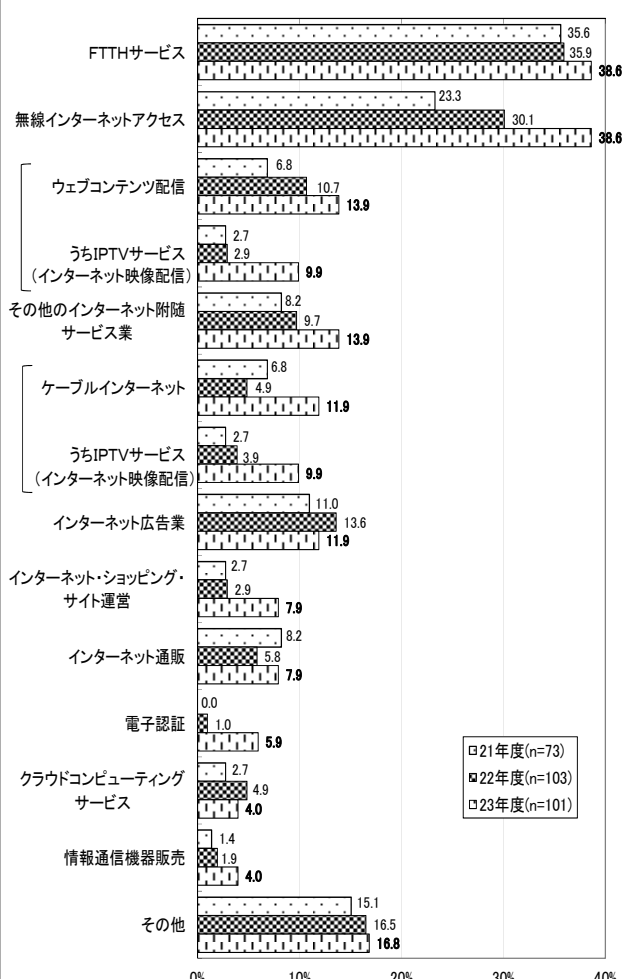 FTTHサービス
35.6
35.9
38.6
無線インターネットアクセス
23.3
30.1
38.6
ウェブコンテンツ配信
6.8
10.7
13.9
うちIPTVサービス
(インターネット映像配信)
2.7
2.9
9.9
その他のインターネット附随
サービス業
8.2
9.7
13.9
ケーブルインターネット
6.8
4.9
11.9
うちIPTVサービス
(インターネット映像配信)
2.7
3.9
9.9
インターネット広告業
11.0
13.6
11.9
インターネット・ショッピング・
サイト運営
2.7
2.9
7.9
インターネット通販
8.2
5.8
7.9
電子認証
0.0
1.0
5.9
クラウドコンピューティング
サービス
2.7
4.9
4.0
情報通信機器販売
1.4
1.9
4.0
その他
15.1
16.5
16.8
21年度(n=73)
22年度(n=103)
23年度(n=101)
0% 10% 20% 30% 40%